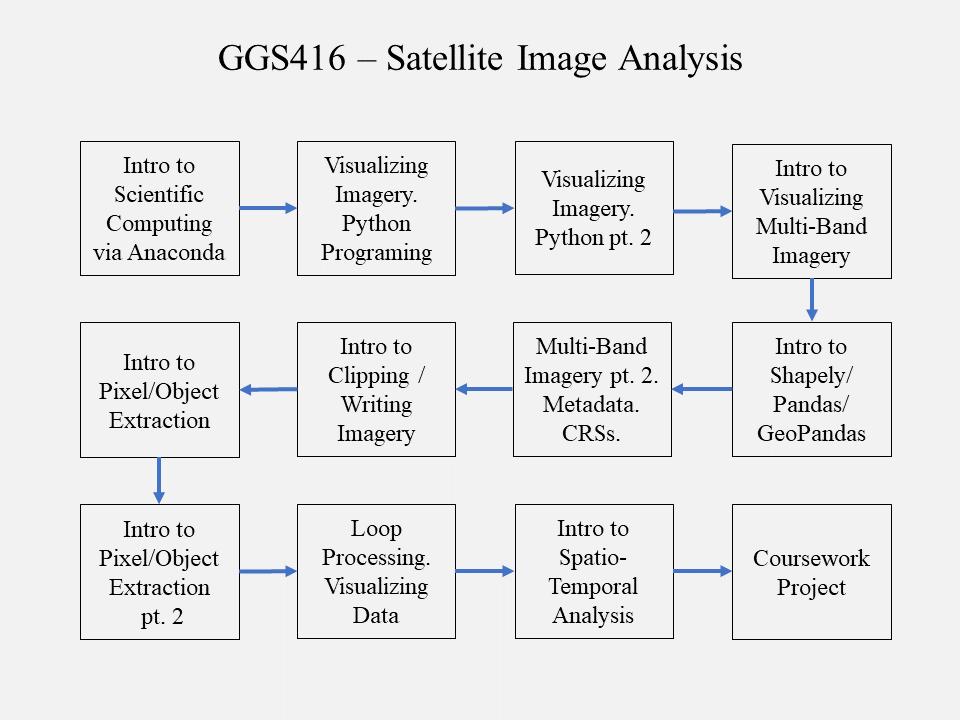 GGS416 – Satellite Image Analysis
Intro to
Scientific
Computing
via Anaconda
Visualizing
Imagery.
Python
Programing
Visualizing
Imagery.
Python pt. 2
Intro to
Visualizing
Multi-Band
Imagery
Intro to
Shapely/
Pandas/
GeoPandas
Multi-Band
Imagery pt. 2.
Metadata.
CRSs.
Intro to
Clipping /
Writing
Imagery
Intro to
Pixel/Object
Extraction
Intro to
Pixel/Object
Extraction
pt. 2
Loop
Processing.
Visualizing
Data
Intro to
Spatio-
Temporal
Analysis
Coursework
Project